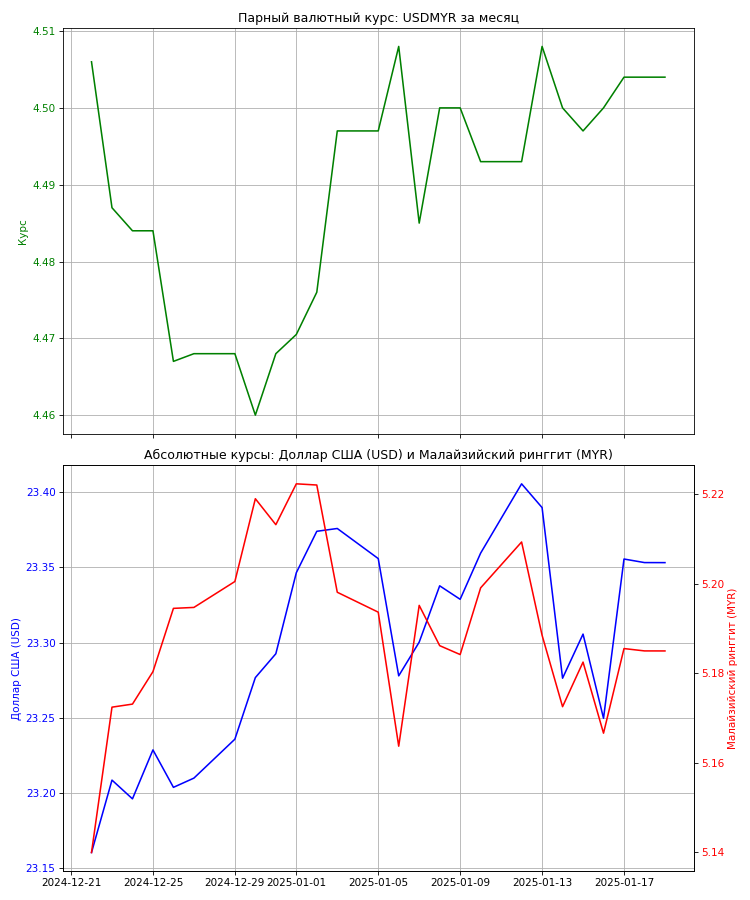 Парный валютный курс: USDMYR за месяц
4.51
4.50
4.49
4.48
4.47
4.46
Курс
Абсолютные курсы: Доллар США (USD) и Малайзийский ринггит (MYR)
23.40
23.35
23.30
23.25
23.20
23.15
Доллар США (USD)
5.22
5.20
5.18
5.16
5.14
Малайзийский ринггит (MYR)
2024-12-21 2024-12-25 2024-12-29 2025-01-01 2025-01-05 2025-01-09 2025-01-13 2025-01-17